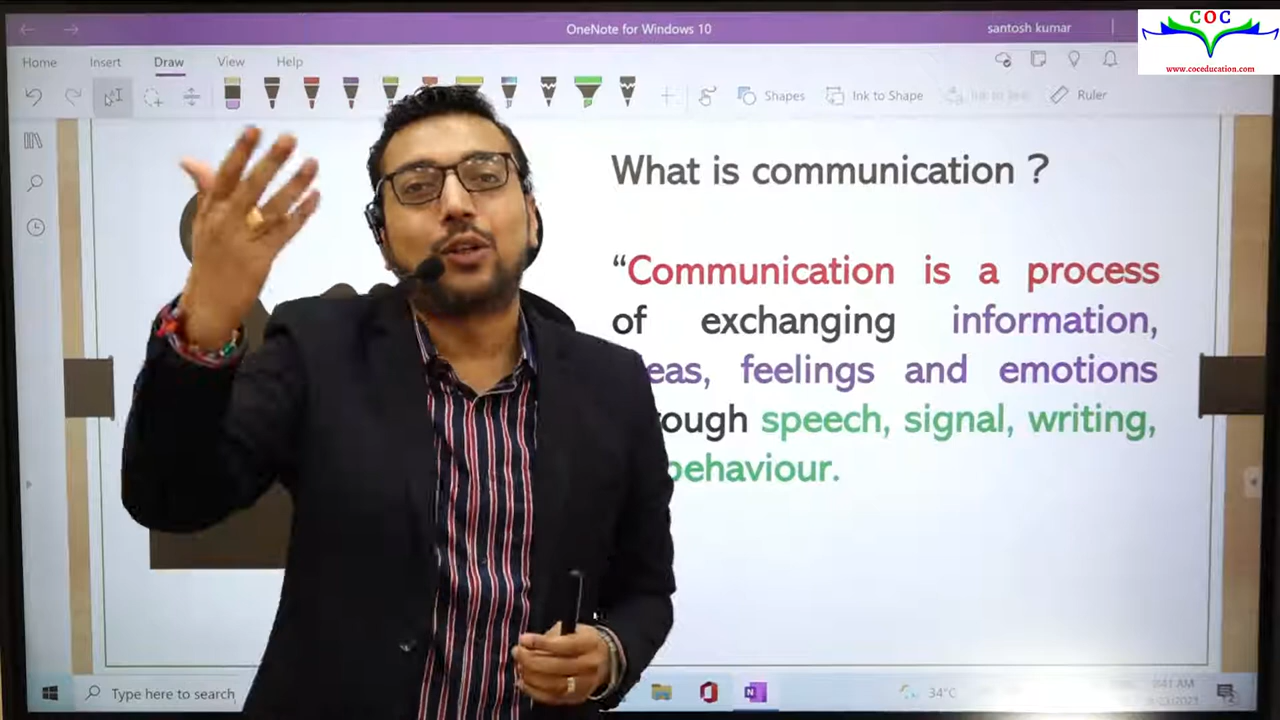 OneNote for Windows 10
santosh kumar
COC
www.coceducation.com
Home Insert Draw View Help
Shapes Ink to Shape Ruler
What is communication ?
“Communication is a process
of exchanging information,
feelings and emotions
speech, signal, writing,
behaviour.
Type here to search
34°C